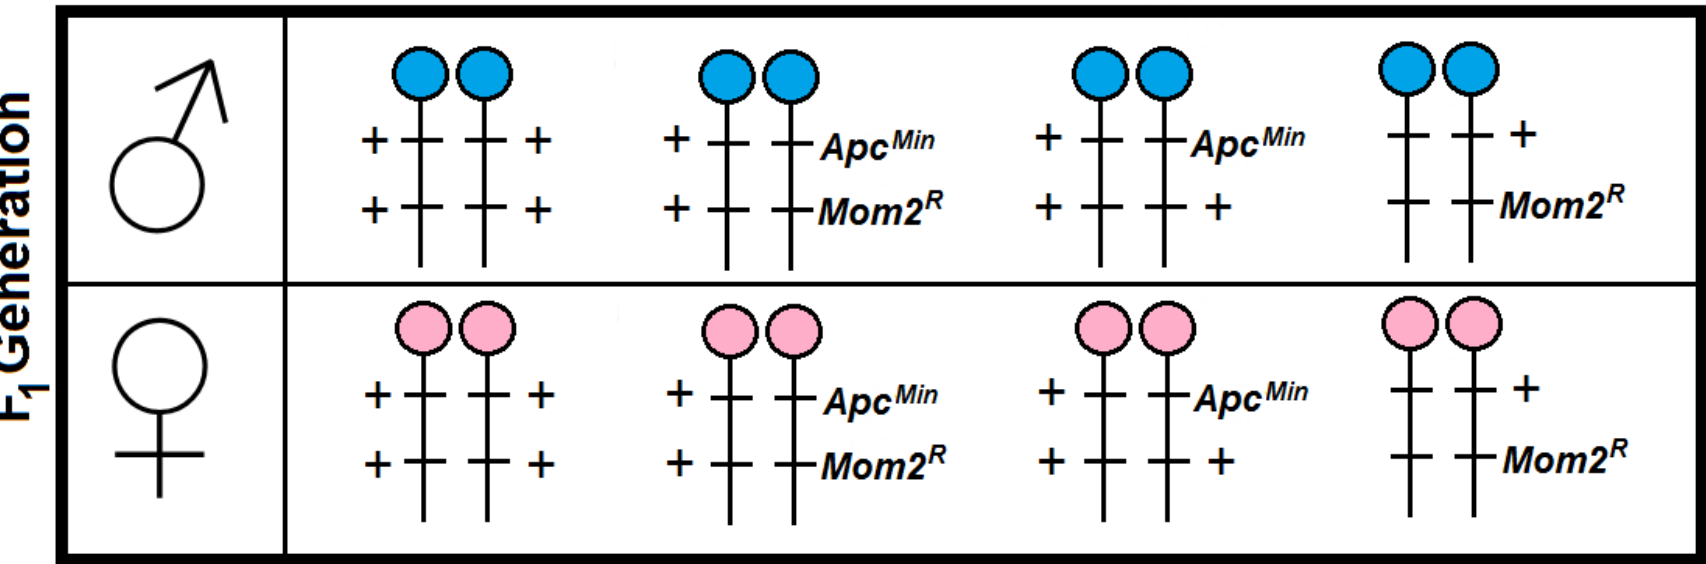 F1 Generation
+ + + Apc^Min + Apc^Min +
+ + + Mom2^R + + Mom2^R
+ + + Apc^Min + Apc^Min +
+ + + Mom2^R + + Mom2^R